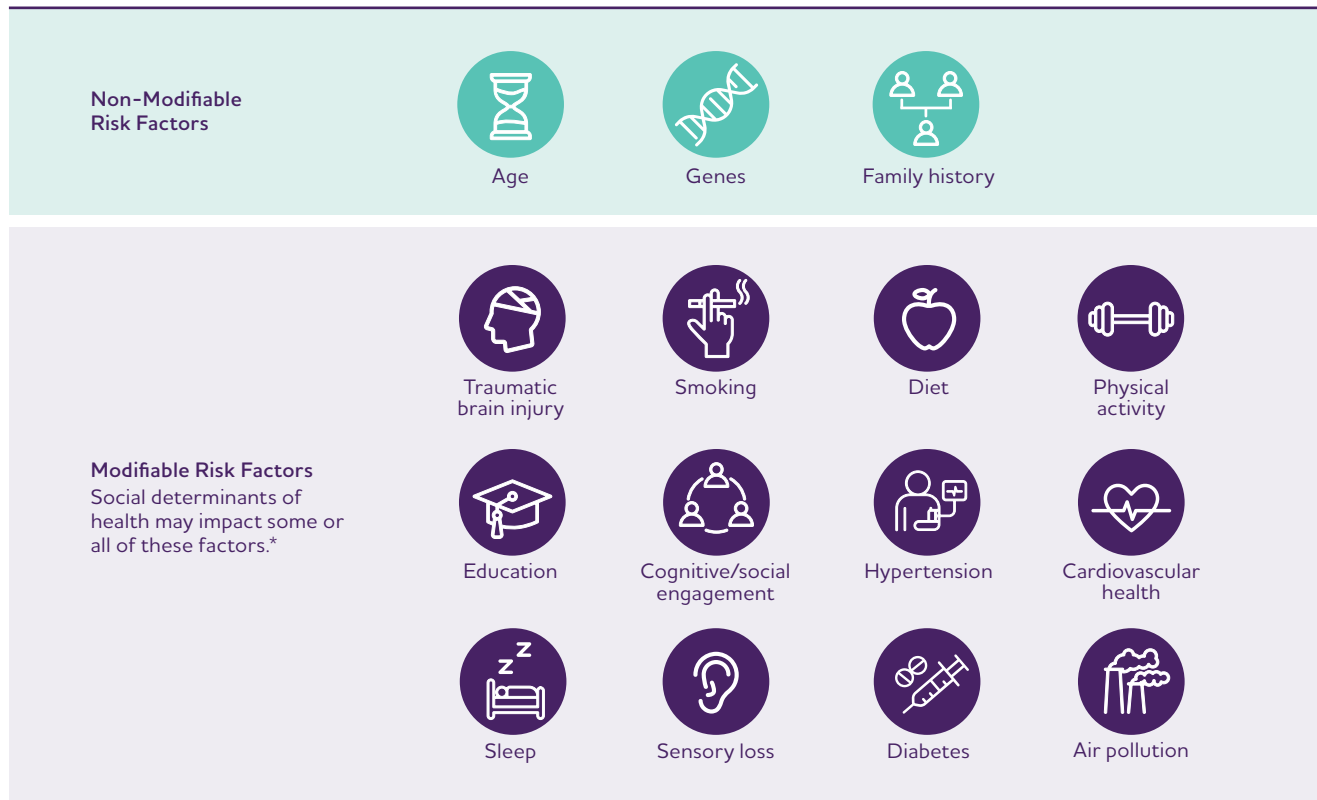 Non-Modifiable
Risk Factors
Age
Genes
Family history
Traumatic
brain injury
Smoking
Diet
Physical
activity
Modifiable Risk Factors
Social determinants of
health may impact some or
all of these factors.*
Education
Cognitive/social
engagement
Hypertension
Cardiovascular
health
z
z
Sleep
Sensory loss
Diabetes
Air pollution